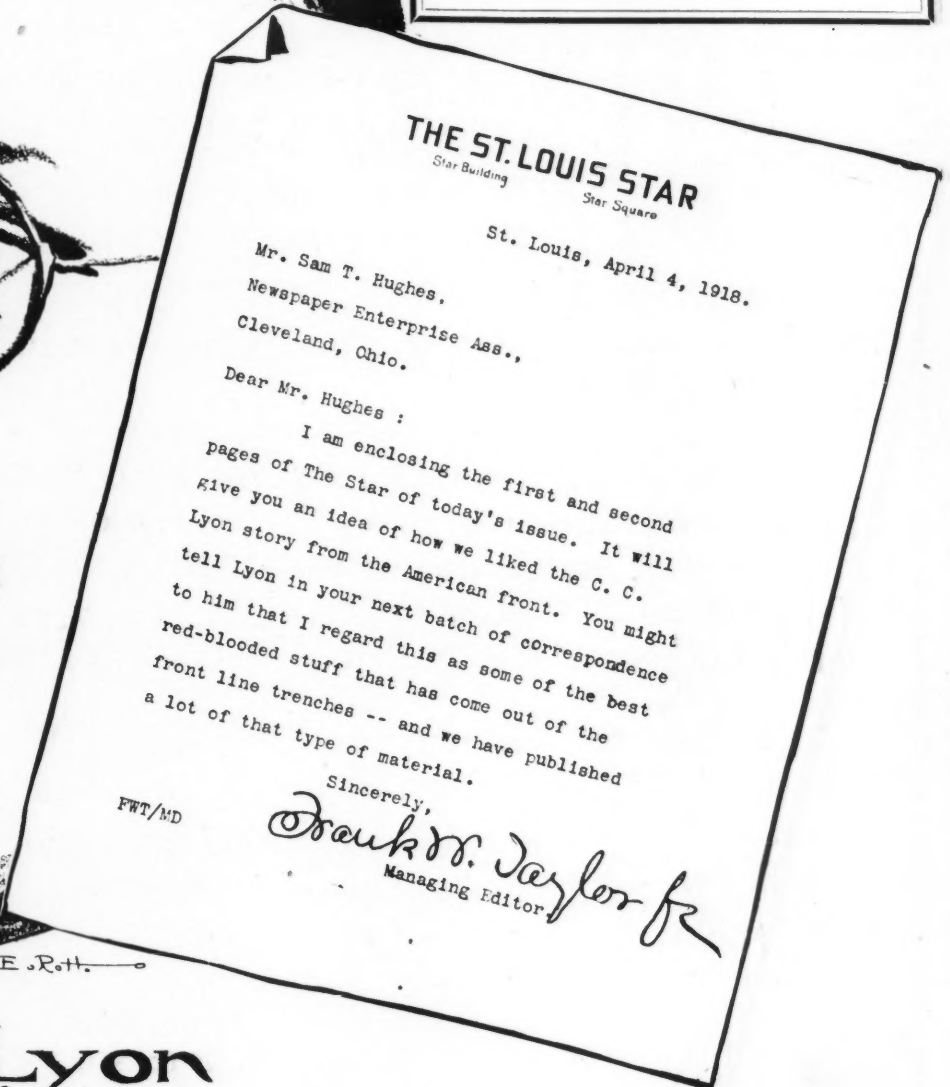 THE ST. LOUIS STAR
Star Building
Star Square
St. Louis, April 4, 1918.
Mr. Sam T. Hughes,
Newspaper Enterprise Ass.,
Cleveland, Ohio.
Dear Mr. Hughes :
I am enclosing the first and second
pages of The Star of today's issue. It will
give you an idea of how we liked the C. C.
Lyon story from the American front. You might
tell Lyon in your next batch of correspondence
to him that I regard this as some of the best
red-blooded stuff that has come out of the
front line trenches -- and we have published
a lot of that type of material.
Sincerely,
Frank W. Taylor Jr
Managing Editor.
FWT/MD
E. Roth.
Lyon